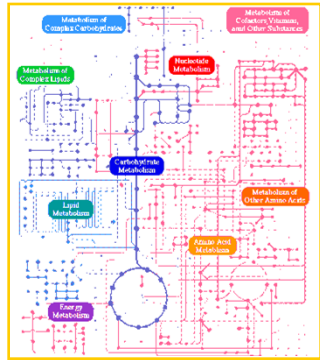 Metabolism of
Complex Carbohydrates
Metabolism of
Cofactors, Vitamins,
and Other Substances
Nucleotide
Metabolism
Metabolism of
Complex Lipids
Carbohydrate
Metabolism
Metabolism of
Other Amino Acids
Lipid
Metabolism
Amino Acid
Metabolism
Energy
Metabolism